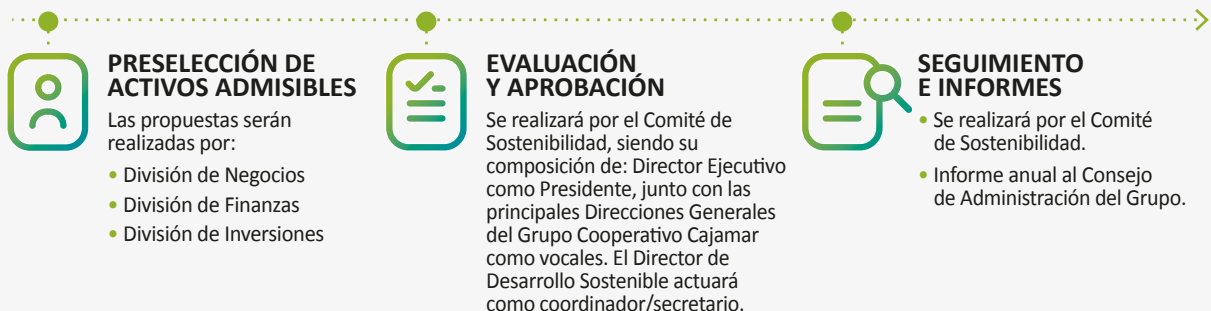 PRESELECCIÓN DE
ACTIVOS ADMISIBLES
Las propuestas serán
realizadas por:
• División de Negocios
• División de Finanzas
• División de Inversiones
EVALUACIÓN
Y APROBACIÓN
Se realizará por el Comité de
Sostenibilidad, siendo su
composición de: Director Ejecutivo
como Presidente, junto con las
principales Direcciones Generales
del Grupo Cooperativo Cajamar
como vocales. El Director de
Desarrollo Sostenible actuará
como coordinador/secretario.
SEGUIMIENTO
E INFORMES
• Se realizará por el Comité
de Sostenibilidad.
• Informe anual al Consejo
de Administración del Grupo.